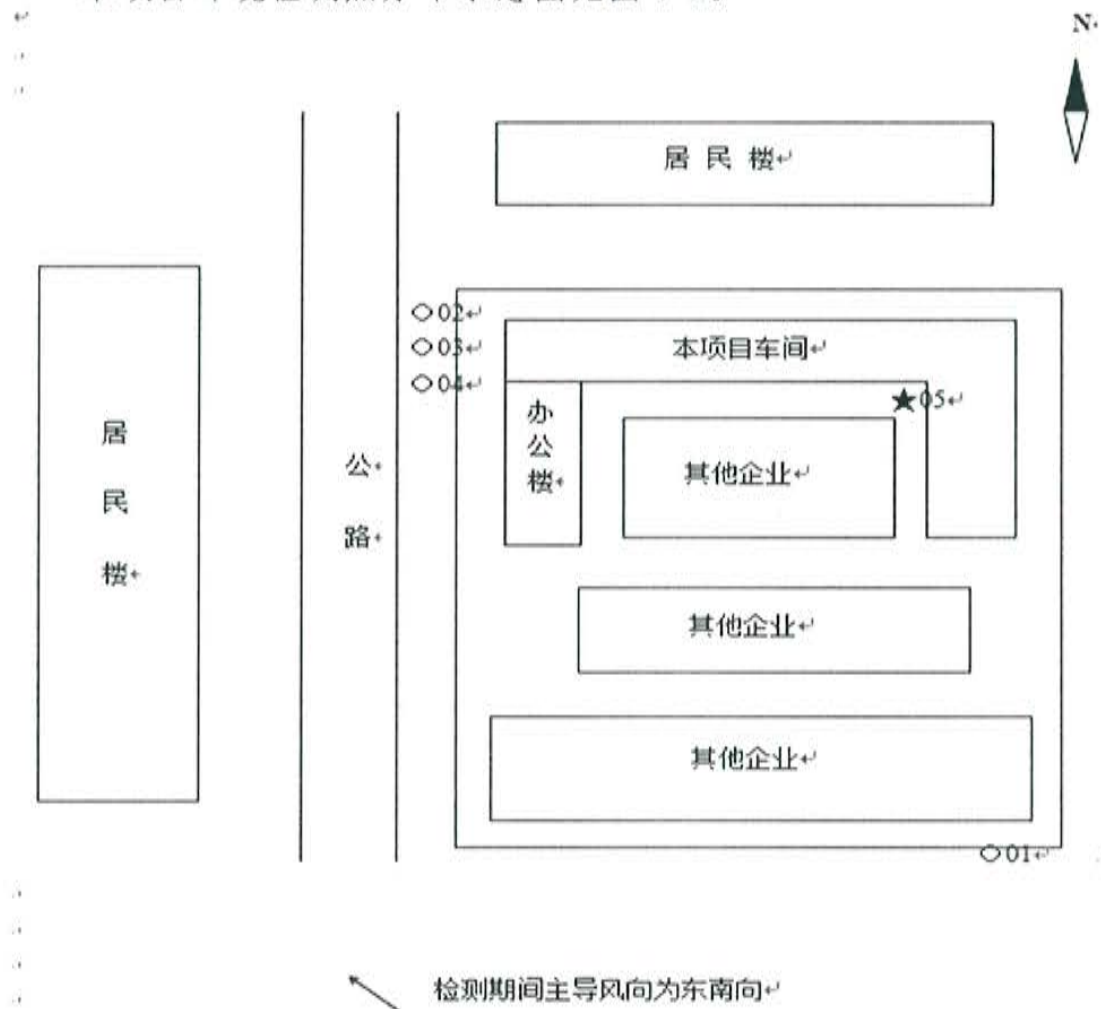 N
居民楼
○02
○03
○04
本项目车间
★05
办公楼
其他企业
居民楼
公路
其他企业
其他企业
○01
检测期间主导风向为东南向